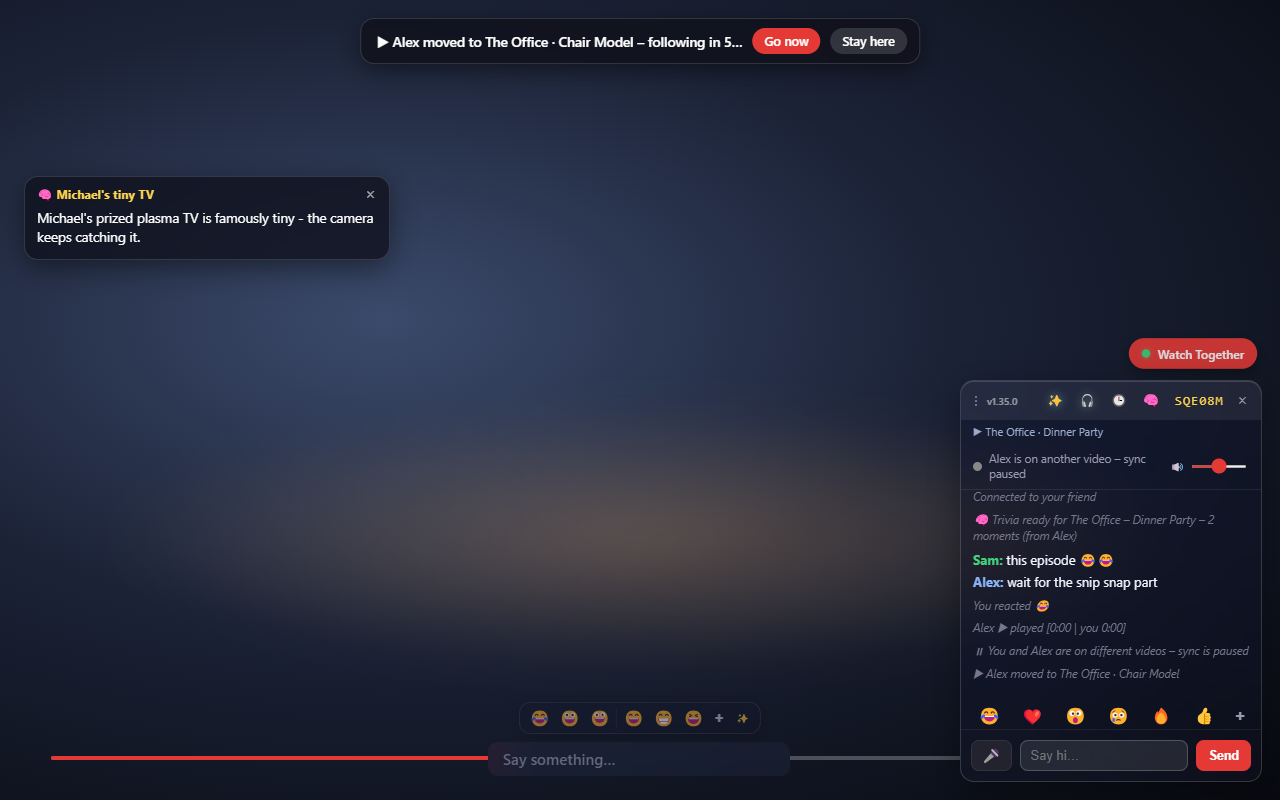 ▶ Alex moved to The Office · Chair Model – following in 5... Go now Stay here
🧠 Michael's tiny TV ×
Michael's prized plasma TV is famously tiny - the camera
keeps catching it.
Watch Together
⋮ v1.35.0 ✨ 🎧 🕒 🧠 SQE08M ×
▶ The Office · Dinner Party
Alex is on another video – sync
paused
Connected to your friend
🧠 Trivia ready for The Office – Dinner Party – 2
moments (from Alex)
Sam: this episode 😂 😂
Alex: wait for the snip snap part
You reacted 😂
Alex ▶ played [0:00 | you 0:00]
⏸ You and Alex are on different videos – sync is paused
▶ Alex moved to The Office · Chair Model
Say something...
Say hi...
Send